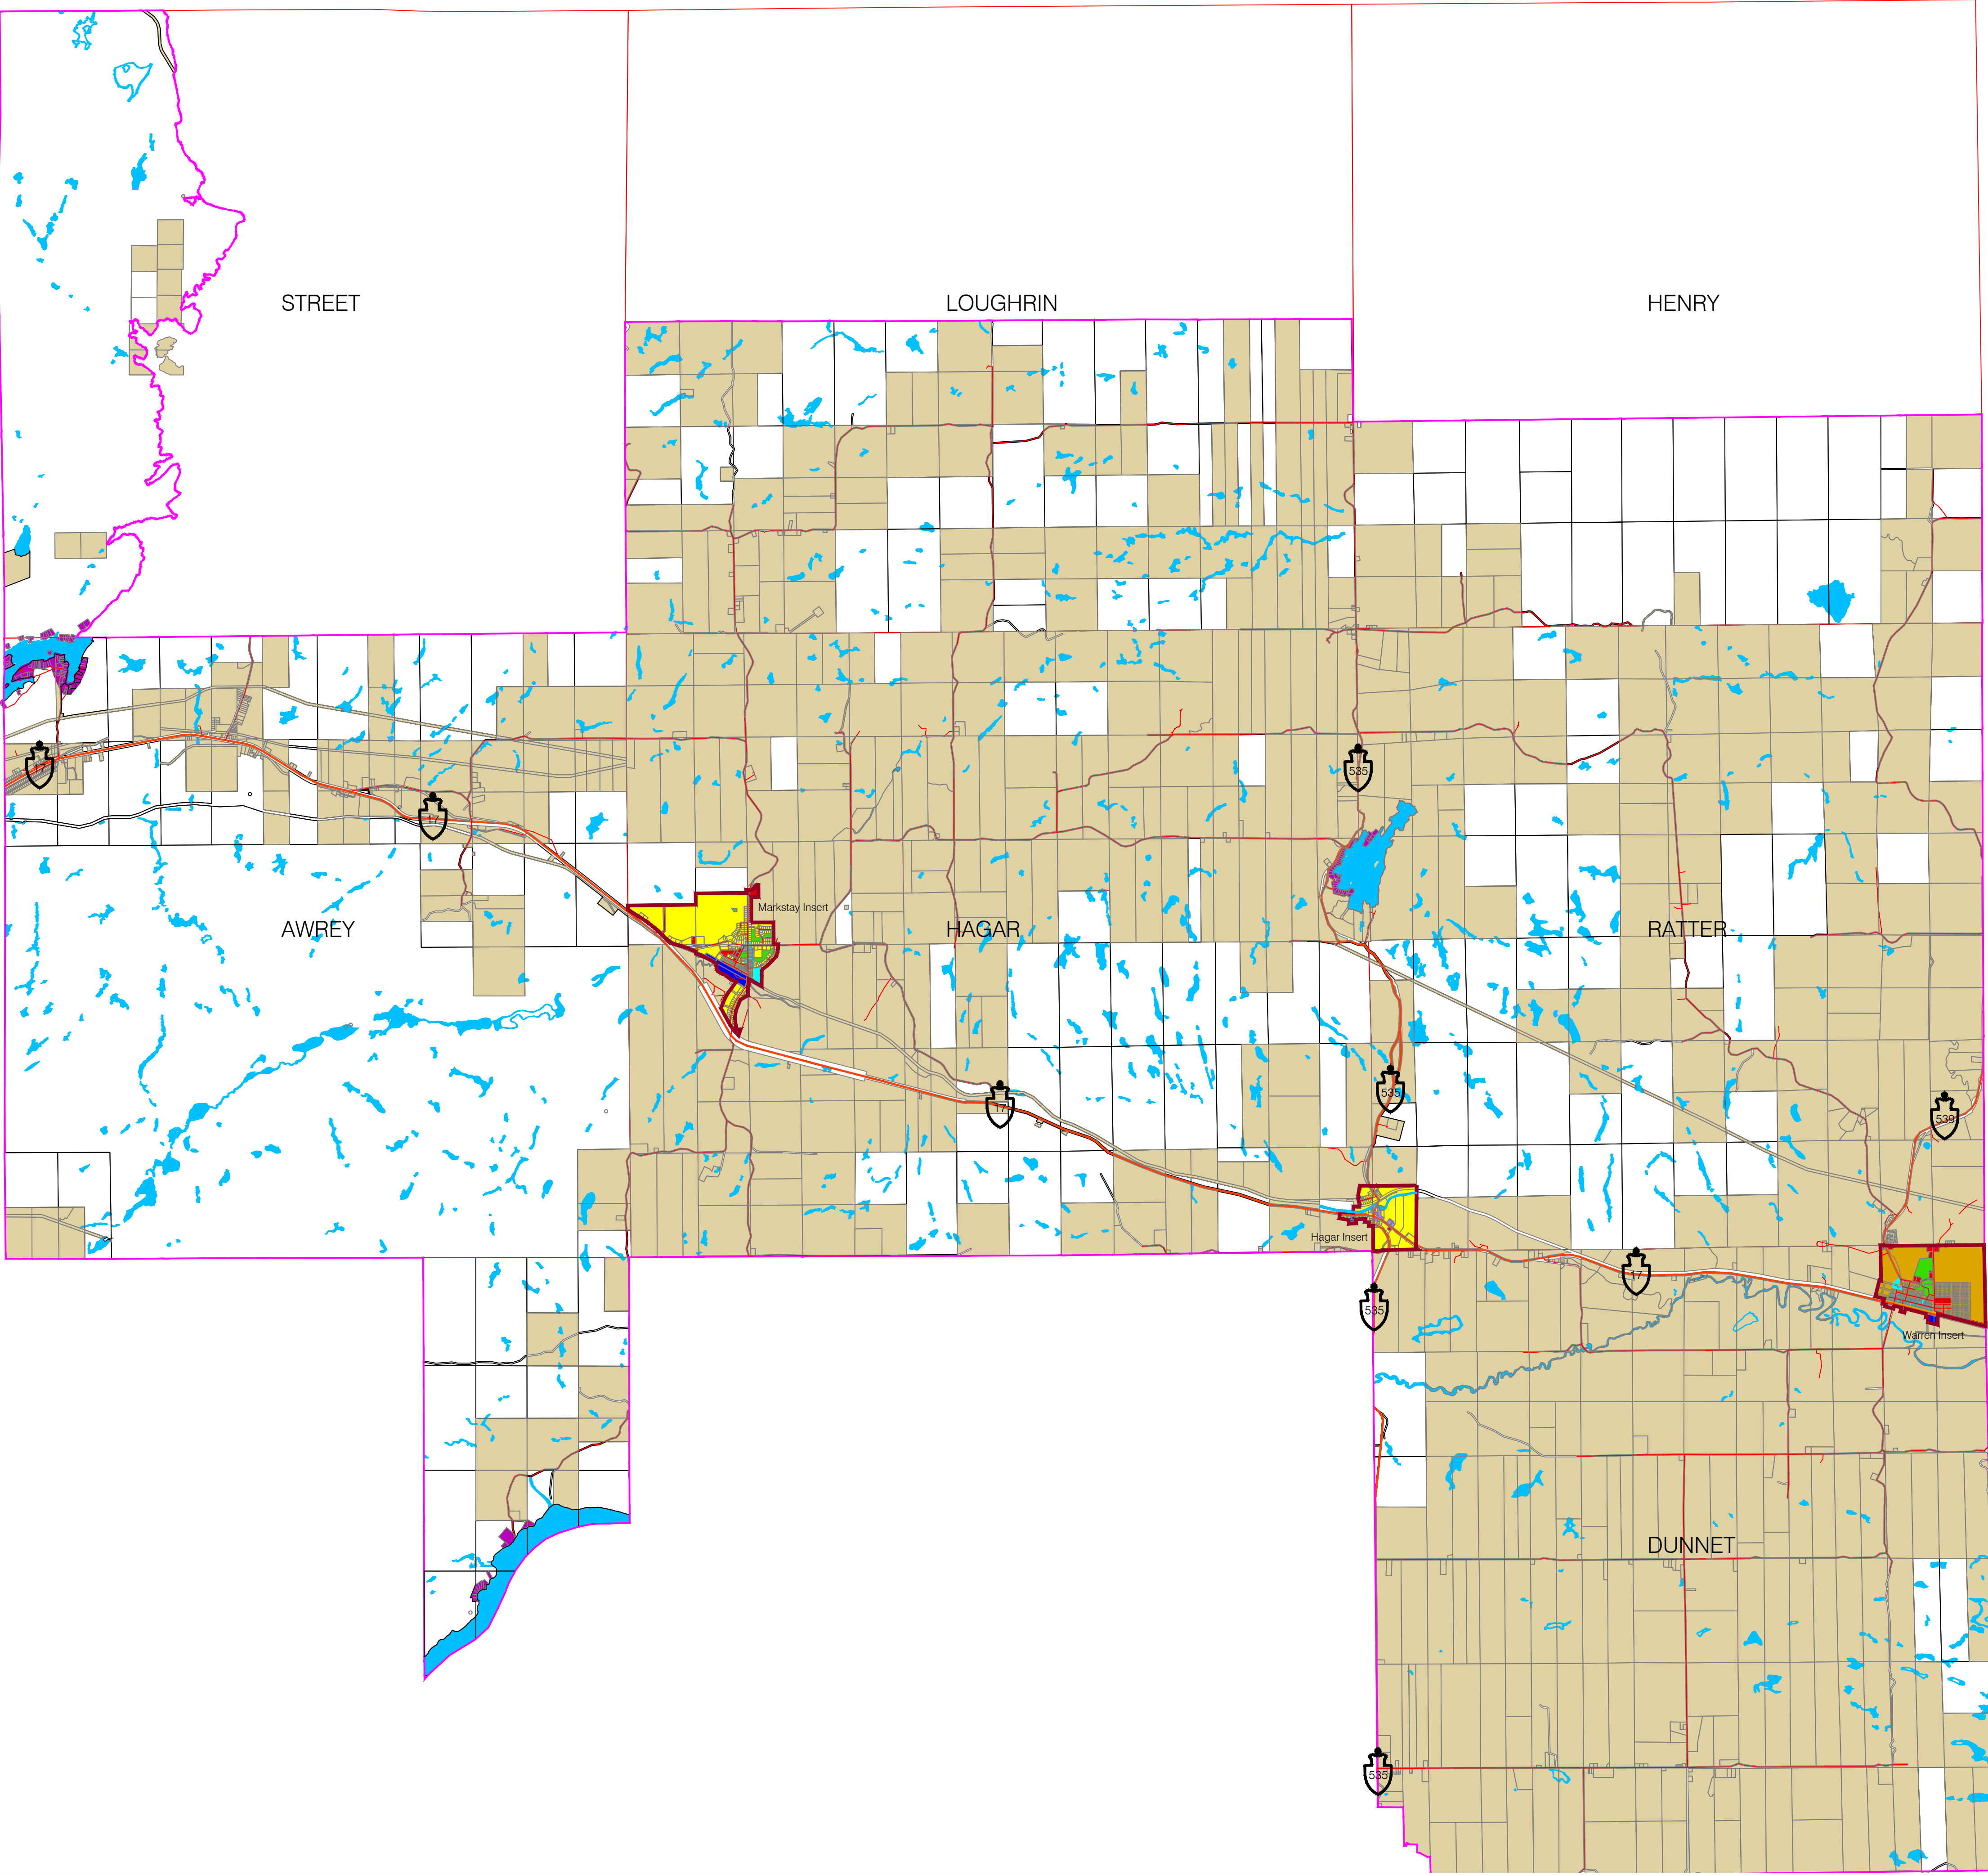 STREET
LOUGHRIN
HENRY
17
535
17
Markstay Insert
AWREY
HAGAR
RATTER
535
17
539
Hagar Insert
17
535
Warren Insert
DUNNET
535